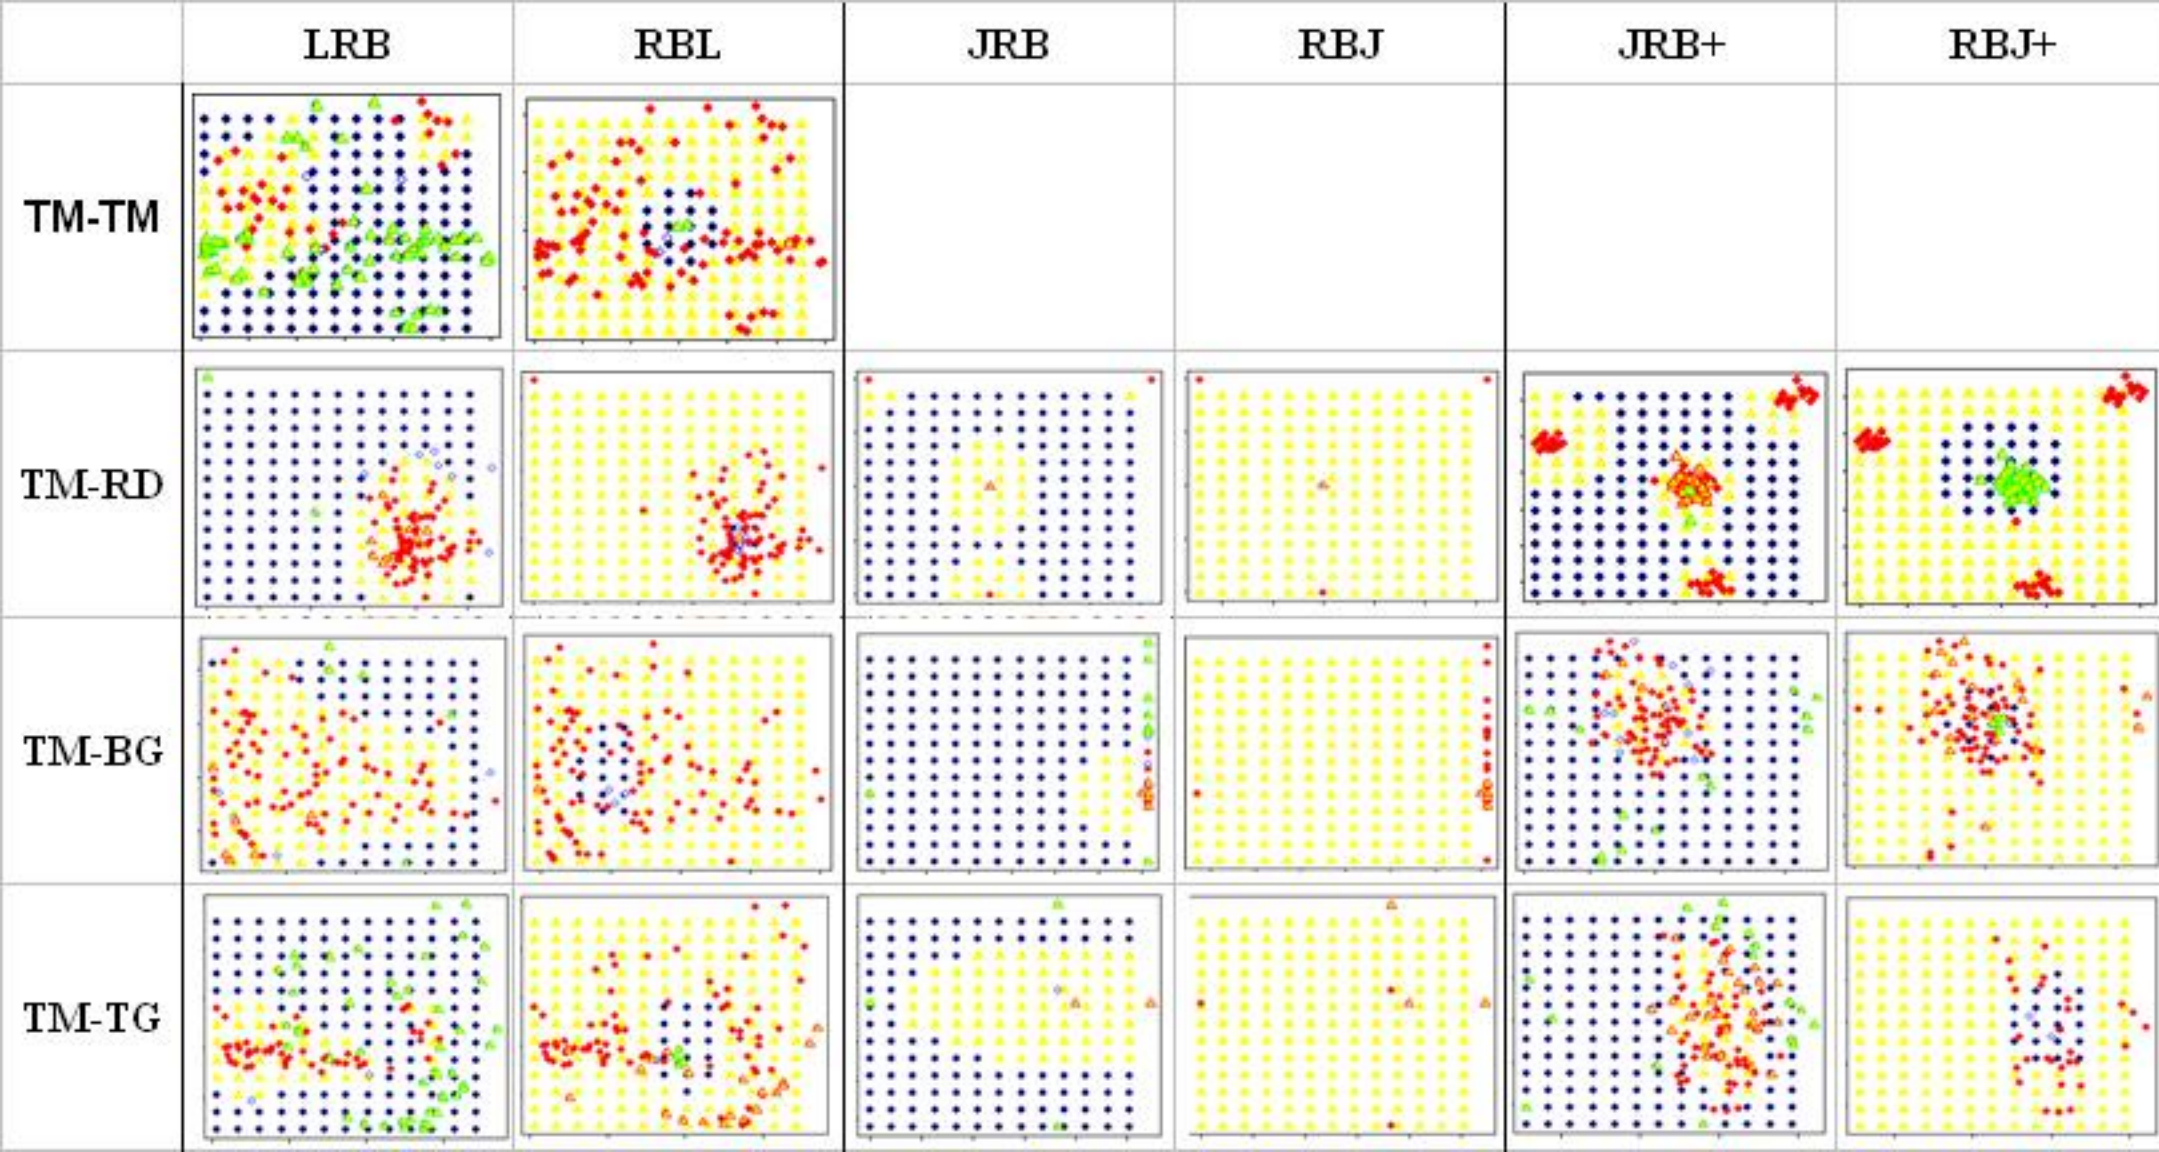 LRB RBL JRB RBJ JRB+ RBJ+
TM-TM
TM-RD
TM-BG
TM-TG